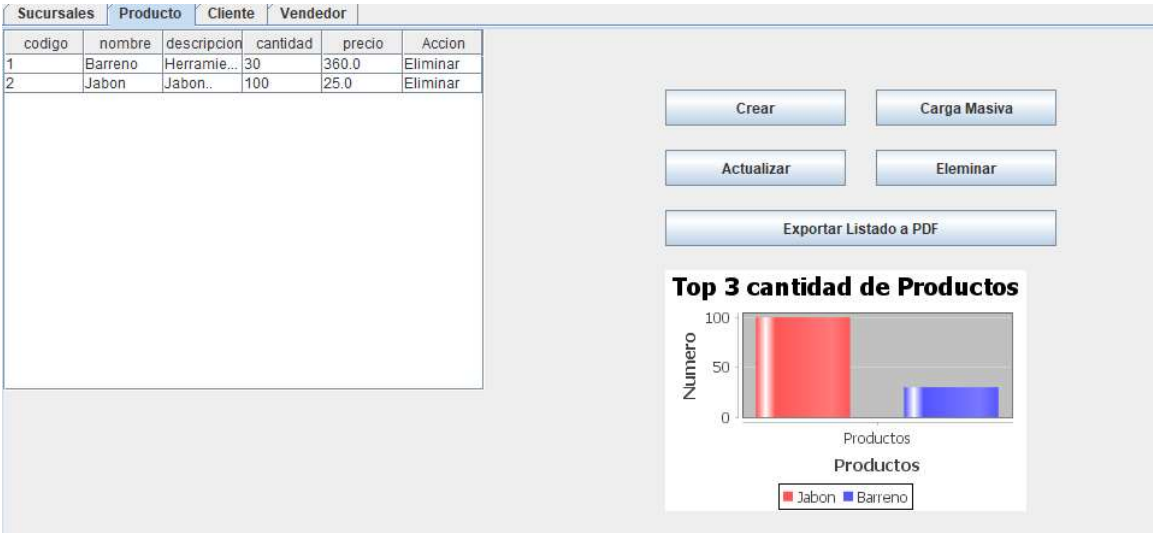 Sucursales Producto Cliente Vendedor
codigo nombre descripcion cantidad precio Accion
1 Barreno Herramie... 30 360.0 Eliminar
2 Jabon Jabon.. 100 25.0 Eliminar
Crear Carga Masiva
Actualizar Eleminar
Exportar Listado a PDF
Top 3 cantidad de Productos
Numero
100
50
0
Productos
Productos
Jabon Barreno